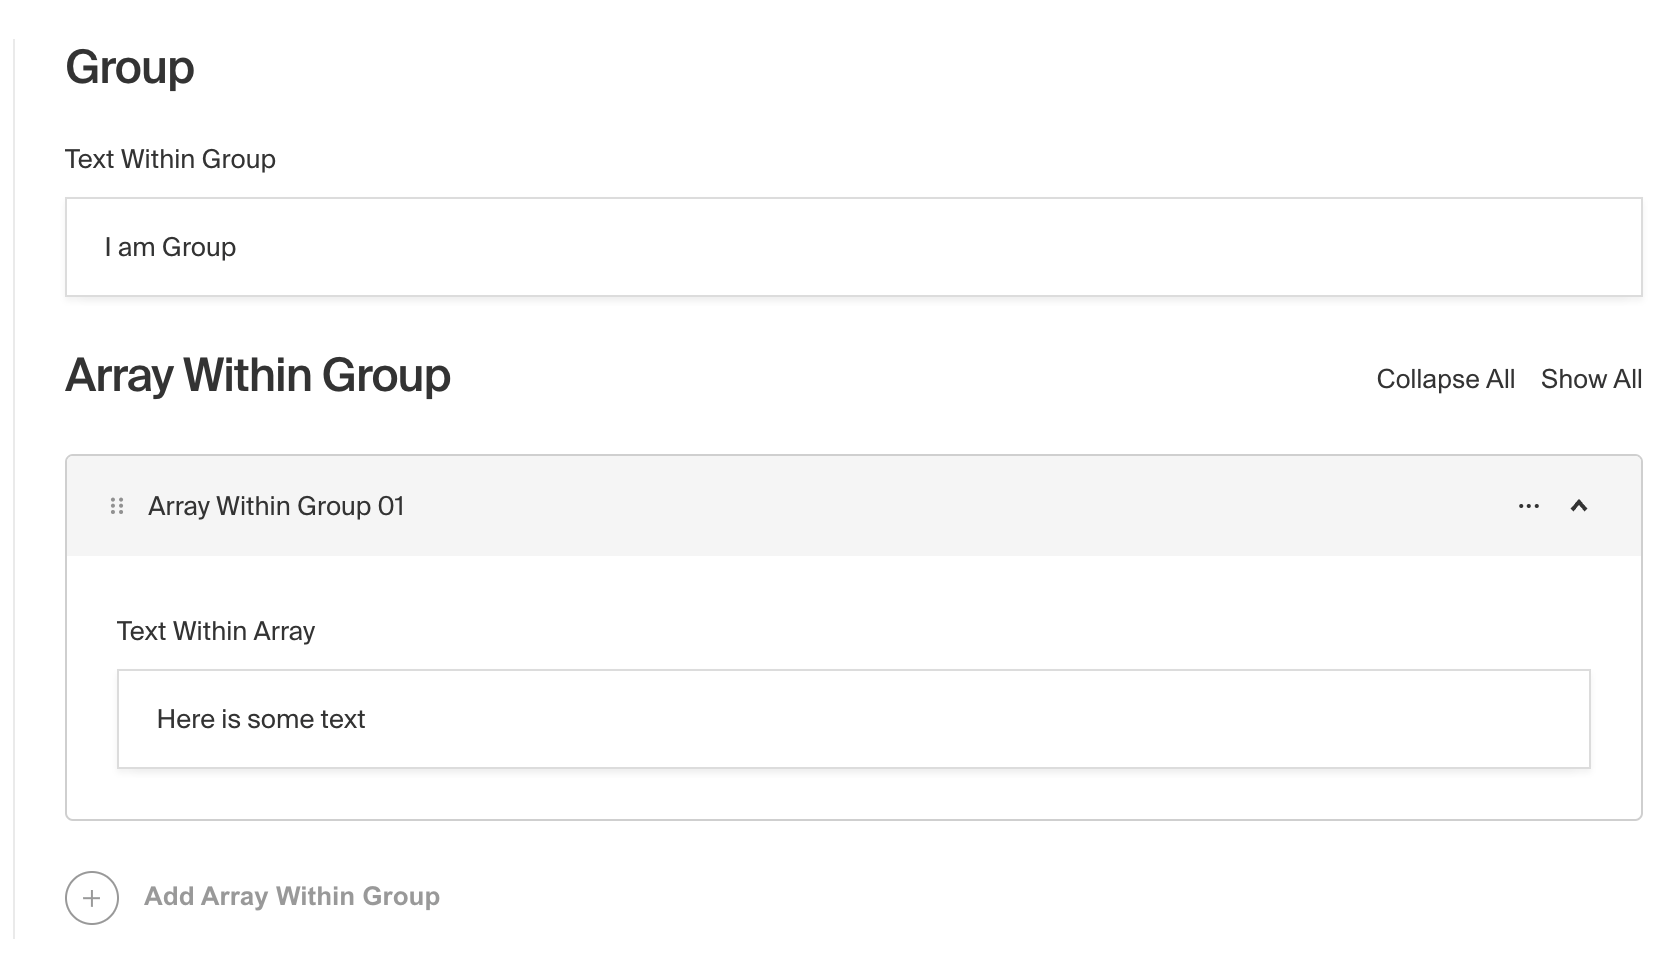 Group
Text Within Group
I am Group
Array Within Group
Collapse All Show All
Array Within Group 01
Text Within Array
Here is some text
Add Array Within Group